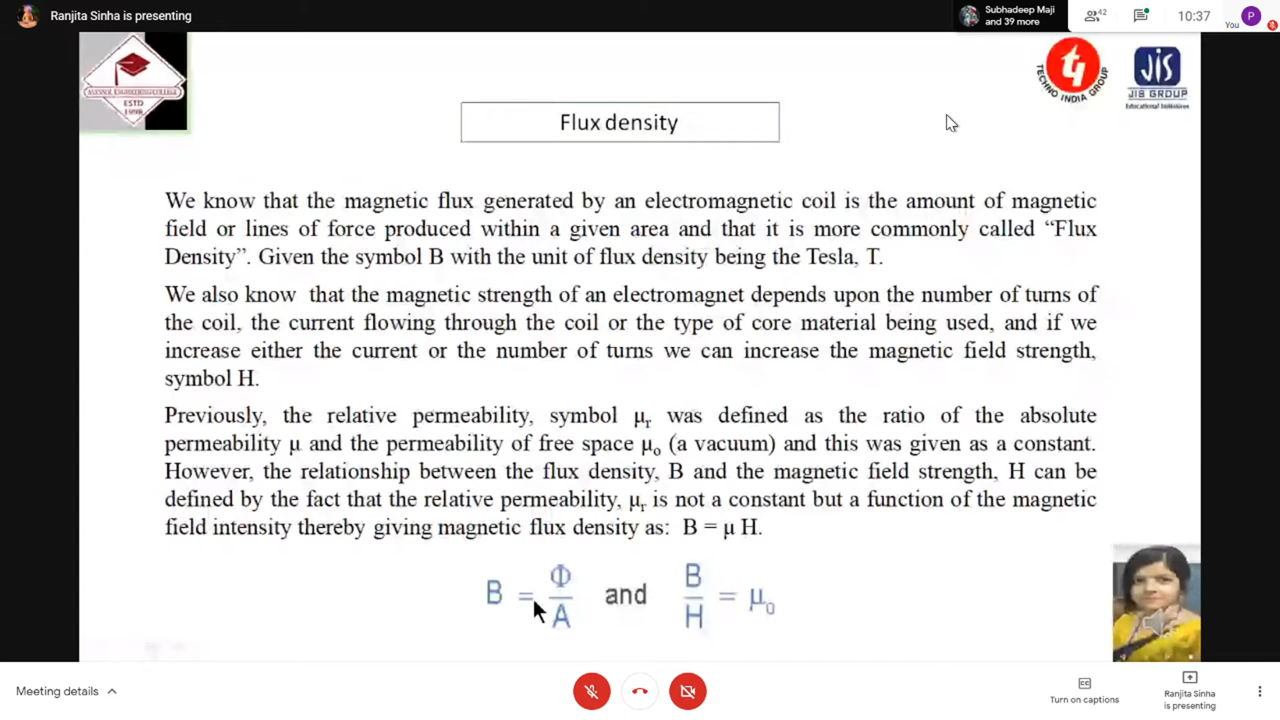 Ranjita Sinha is presenting
Subhadeep Maji
and 39 more
42
10:37
You
P
ASANSOL ENGINEERING COLLEGE
ESTD
1998
TECHNO INDIA GROUP
JIS
JIS GROUP
Educational Initiatives
Flux density
We know that the magnetic flux generated by an electromagnetic coil is the amount of magnetic
field or lines of force produced within a given area and that it is more commonly called “Flux
Density”. Given the symbol B with the unit of flux density being the Tesla, T.
We also know that the magnetic strength of an electromagnet depends upon the number of turns of
the coil, the current flowing through the coil or the type of core material being used, and if we
increase either the current or the number of turns we can increase the magnetic field strength,
symbol H.
Previously, the relative permeability, symbol μr was defined as the ratio of the absolute
permeability μ and the permeability of free space μo (a vacuum) and this was given as a constant.
However, the relationship between the flux density, B and the magnetic field strength, H can be
defined by the fact that the relative permeability, μr is not a constant but a function of the magnetic
field intensity thereby giving magnetic flux density as: B = μ H.
B = Φ/A and B/H = μ0
Meeting details
Turn on captions
Ranjita Sinha
is presenting